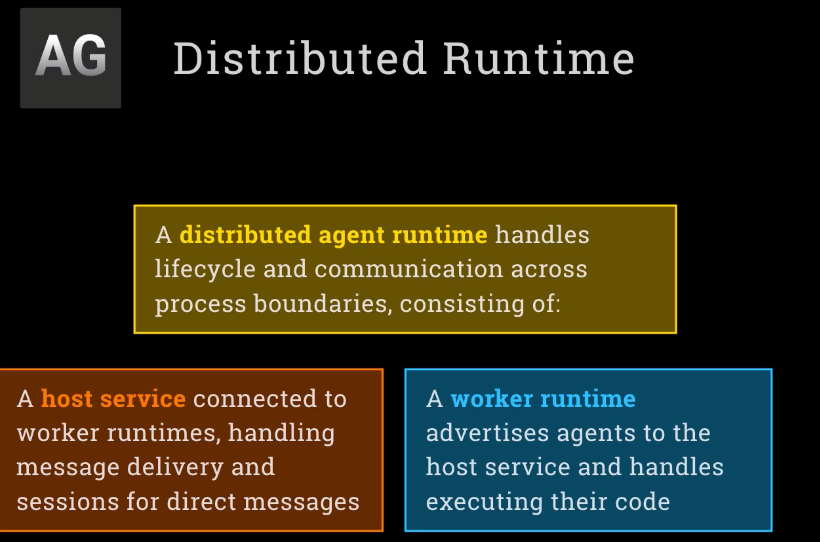 AG
Distributed Runtime
A distributed agent runtime handles
lifecycle and communication across
process boundaries, consisting of:
A host service connected to
worker runtimes, handling
message delivery and
sessions for direct messages
A worker runtime
advertises agents to the
host service and handles
executing their code